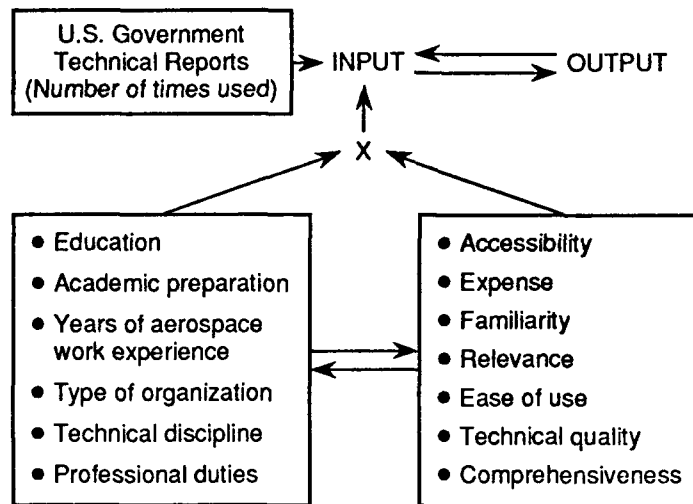 U.S. Government
Technical Reports
(Number of times used)
INPUT
OUTPUT
X
● Education
● Academic preparation
● Years of aerospace
work experience
● Type of organization
● Technical discipline
● Professional duties
● Accessibility
● Expense
● Familiarity
● Relevance
● Ease of use
● Technical quality
● Comprehensiveness